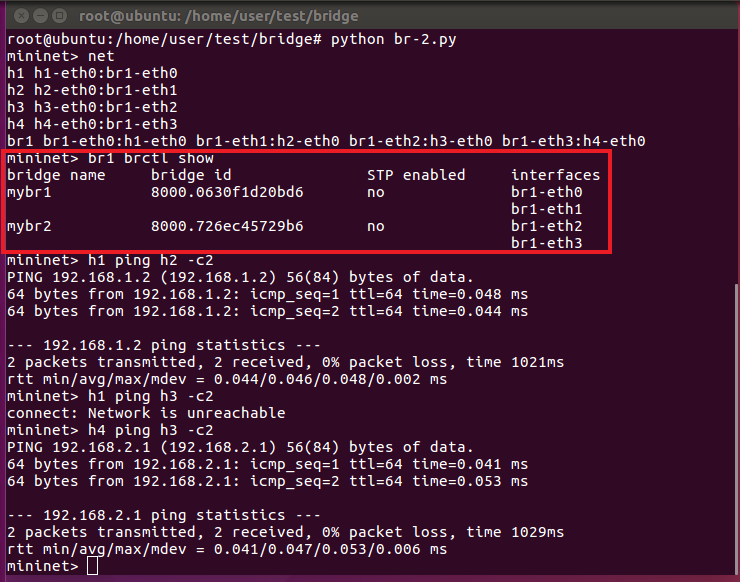 root@ubuntu: /home/user/test/bridge
root@ubuntu:/home/user/test/bridge# python br-2.py
mininet> net
h1 h1-eth0:br1-eth0
h2 h2-eth0:br1-eth1
h3 h3-eth0:br1-eth2
h4 h4-eth0:br1-eth3
br1 br1-eth0:h1-eth0 br1-eth1:h2-eth0 br1-eth2:h3-eth0 br1-eth3:h4-eth0
mininet> br1 brctl show
bridge name     bridge id               STP enabled     interfaces
mybr1           8000.0630f1d20bd6       no              br1-eth0
                                                        br1-eth1
mybr2           8000.726ec45729b6       no              br1-eth2
                                                        br1-eth3
mininet> h1 ping h2 -c2
PING 192.168.1.2 (192.168.1.2) 56(84) bytes of data.
64 bytes from 192.168.1.2: icmp_seq=1 ttl=64 time=0.048 ms
64 bytes from 192.168.1.2: icmp_seq=2 ttl=64 time=0.044 ms

--- 192.168.1.2 ping statistics ---
2 packets transmitted, 2 received, 0% packet loss, time 1021ms
rtt min/avg/max/mdev = 0.044/0.046/0.048/0.002 ms
mininet> h1 ping h3 -c2
connect: Network is unreachable
mininet> h4 ping h3 -c2
PING 192.168.2.1 (192.168.2.1) 56(84) bytes of data.
64 bytes from 192.168.2.1: icmp_seq=1 ttl=64 time=0.041 ms
64 bytes from 192.168.2.1: icmp_seq=2 ttl=64 time=0.053 ms

--- 192.168.2.1 ping statistics ---
2 packets transmitted, 2 received, 0% packet loss, time 1029ms
rtt min/avg/max/mdev = 0.041/0.047/0.053/0.006 ms
mininet>